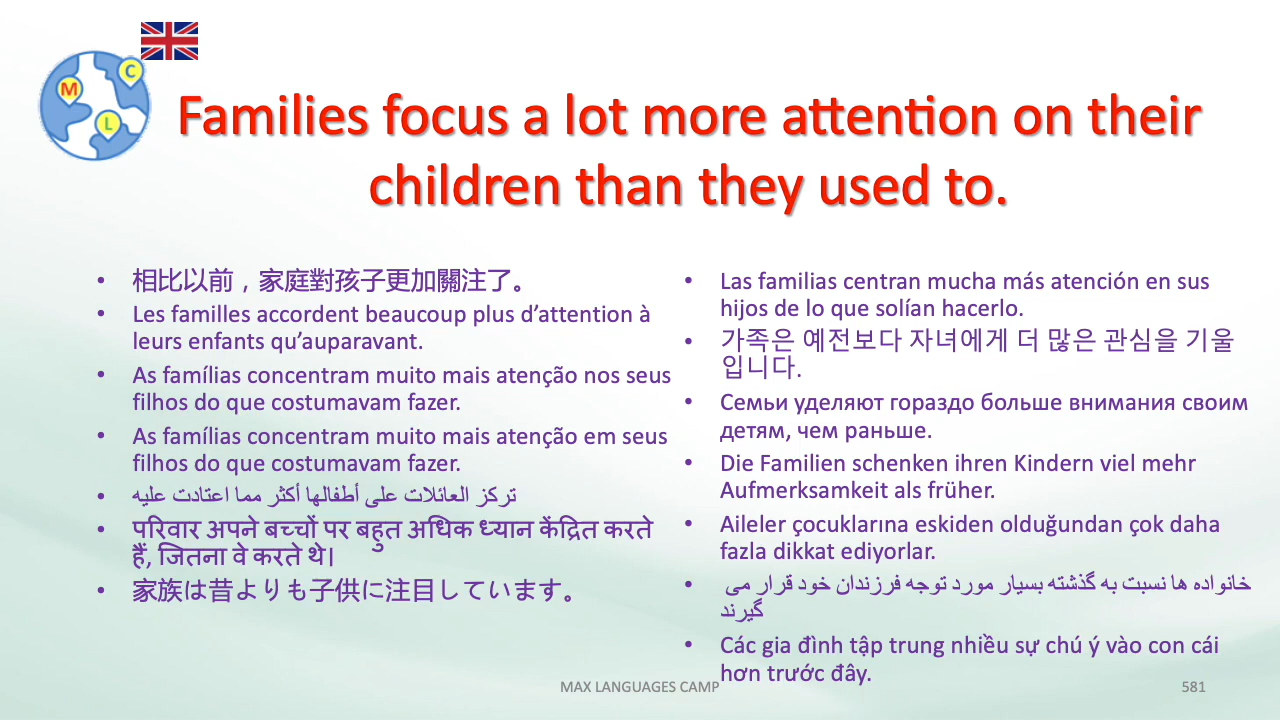 M
C
L
Families focus a lot more attention on their
children than they used to.
相比以前，家庭對孩子更加關注了。
Les familles accordent beaucoup plus d’attention à
leurs enfants qu’auparavant.
As famílias concentram muito mais atenção nos seus
filhos do que costumavam fazer.
As famílias concentram muito mais atenção em seus
filhos do que costumavam fazer.
تركز العائلات على أطفالها أكثر مما اعتادت عليه
परिवार अपने बच्चों पर बहुत अधिक ध्यान केंद्रित करते
हैं, जितना वे करते थे।
家族は昔よりも子供に注目しています。
Las familias centran mucha más atención en sus
hijos de lo que solían hacerlo.
가족은 예전보다 자녀에게 더 많은 관심을 기울
입니다.
Семьи уделяют гораздо больше внимания своим
детям, чем раньше.
Die Familien schenken ihren Kindern viel mehr
Aufmerksamkeit als früher.
Aileler çocuklarına eskiden olduğundan çok daha
fazla dikkat ediyorlar.
خانواده ها نسبت به گذشته بسیار مورد توجه فرزندان خود قرار می
گیرند
Các gia đình tập trung nhiều sự chú ý vào con cái
hơn trước đây.
MAX LANGUAGES CAMP
581